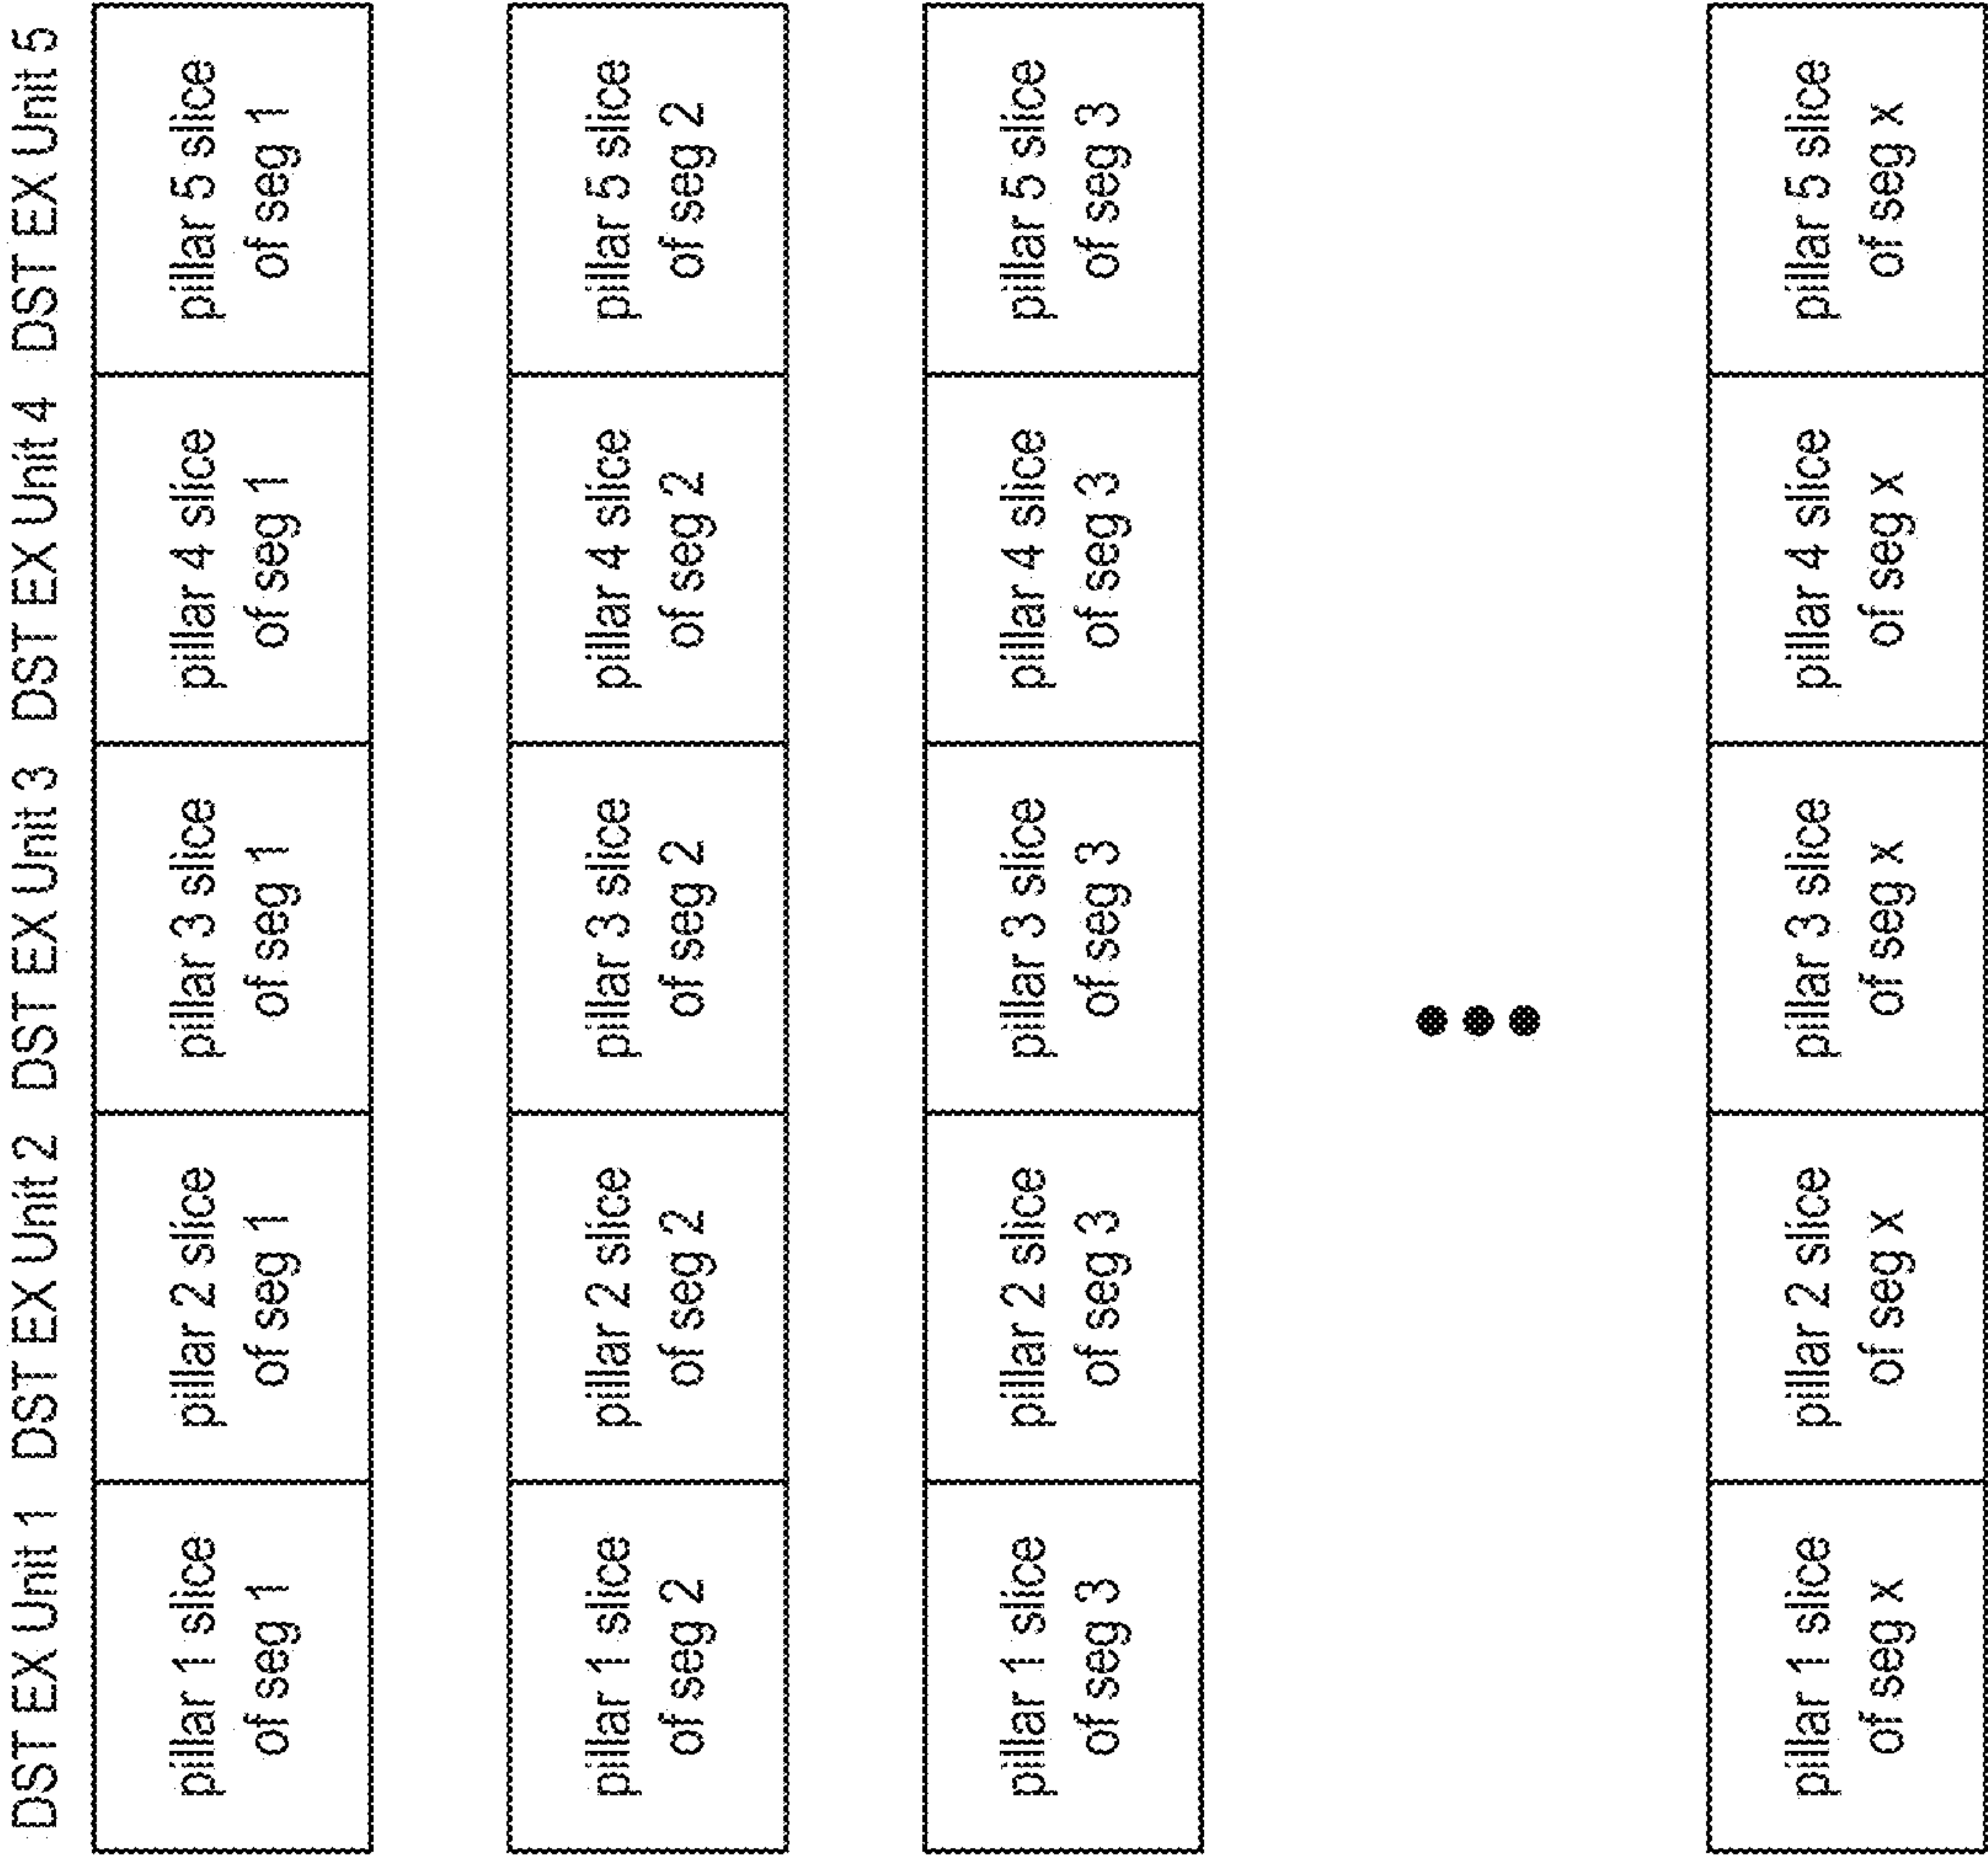 DST EX Unit 1 DST EX Unit 2 DST EX Unit 3 DST EX Unit 4 DST EX Unit 5
pillar 1 slice
of seg 1
pillar 2 slice
of seg 1
pillar 3 slice
of seg 1
pillar 4 slice
of seg 1
pillar 5 slice
of seg 1
pillar 1 slice
of seg 2
pillar 2 slice
of seg 2
pillar 3 slice
of seg 2
pillar 4 slice
of seg 2
pillar 5 slice
of seg 2
pillar 1 slice
of seg 3
pillar 2 slice
of seg 3
pillar 3 slice
of seg 3
pillar 4 slice
of seg 3
pillar 5 slice
of seg 3
pillar 1 slice
of seg x
pillar 2 slice
of seg x
pillar 3 slice
of seg x
pillar 4 slice
of seg x
pillar 5 slice
of seg x